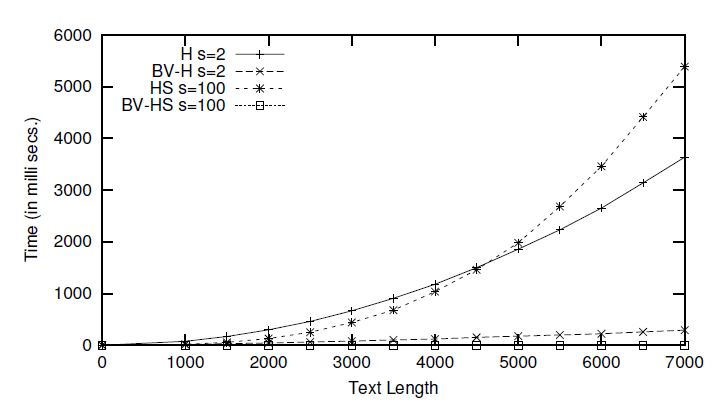 6000
5000
4000
3000
2000
1000
0
Time (in milli secs.)
H s=2
BV-H s=2
HS s=100
BV-HS s=100
0 1000 2000 3000 4000 5000 6000 7000
Text Length